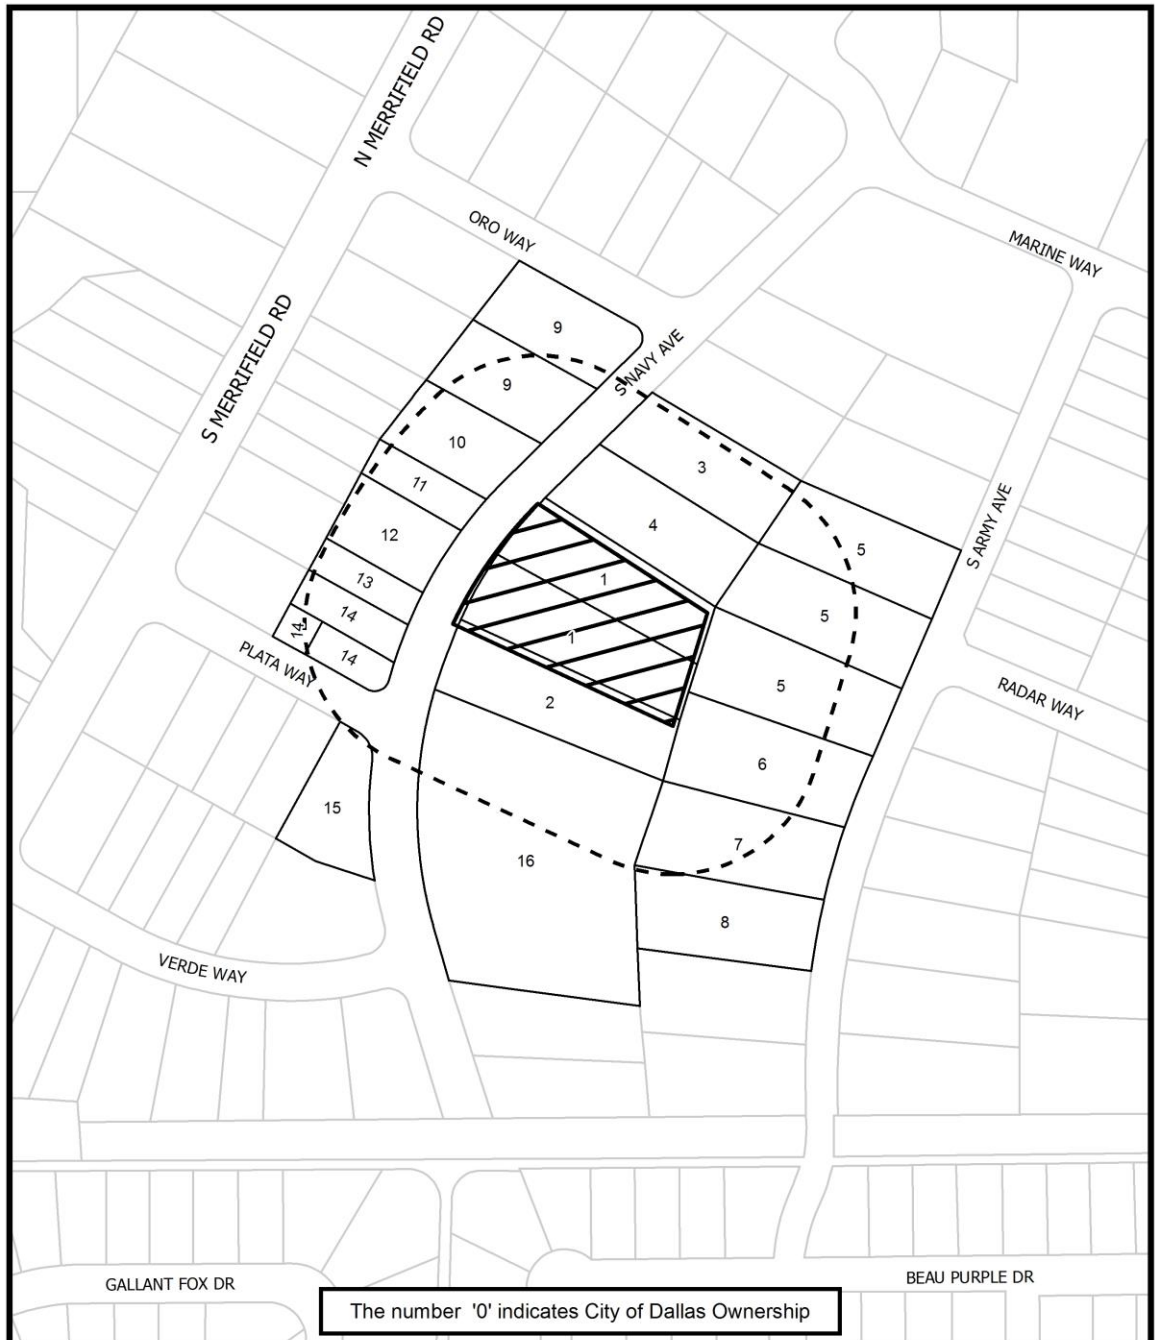 N MERRIFIELD RD
ORO WAY
MARINE WAY
S MERRIFIELD RD
S NAVY AVE
9
9
10
11
12
13
14
14
14
3
4
5
5
5
S ARMY AVE
1
1
2
PLATA WAY
RADAR WAY
6
7
8
15
16
VERDE WAY
GALLANT FOX DR
BEAU PURPLE DR
The number '0' indicates City of Dallas Ownership